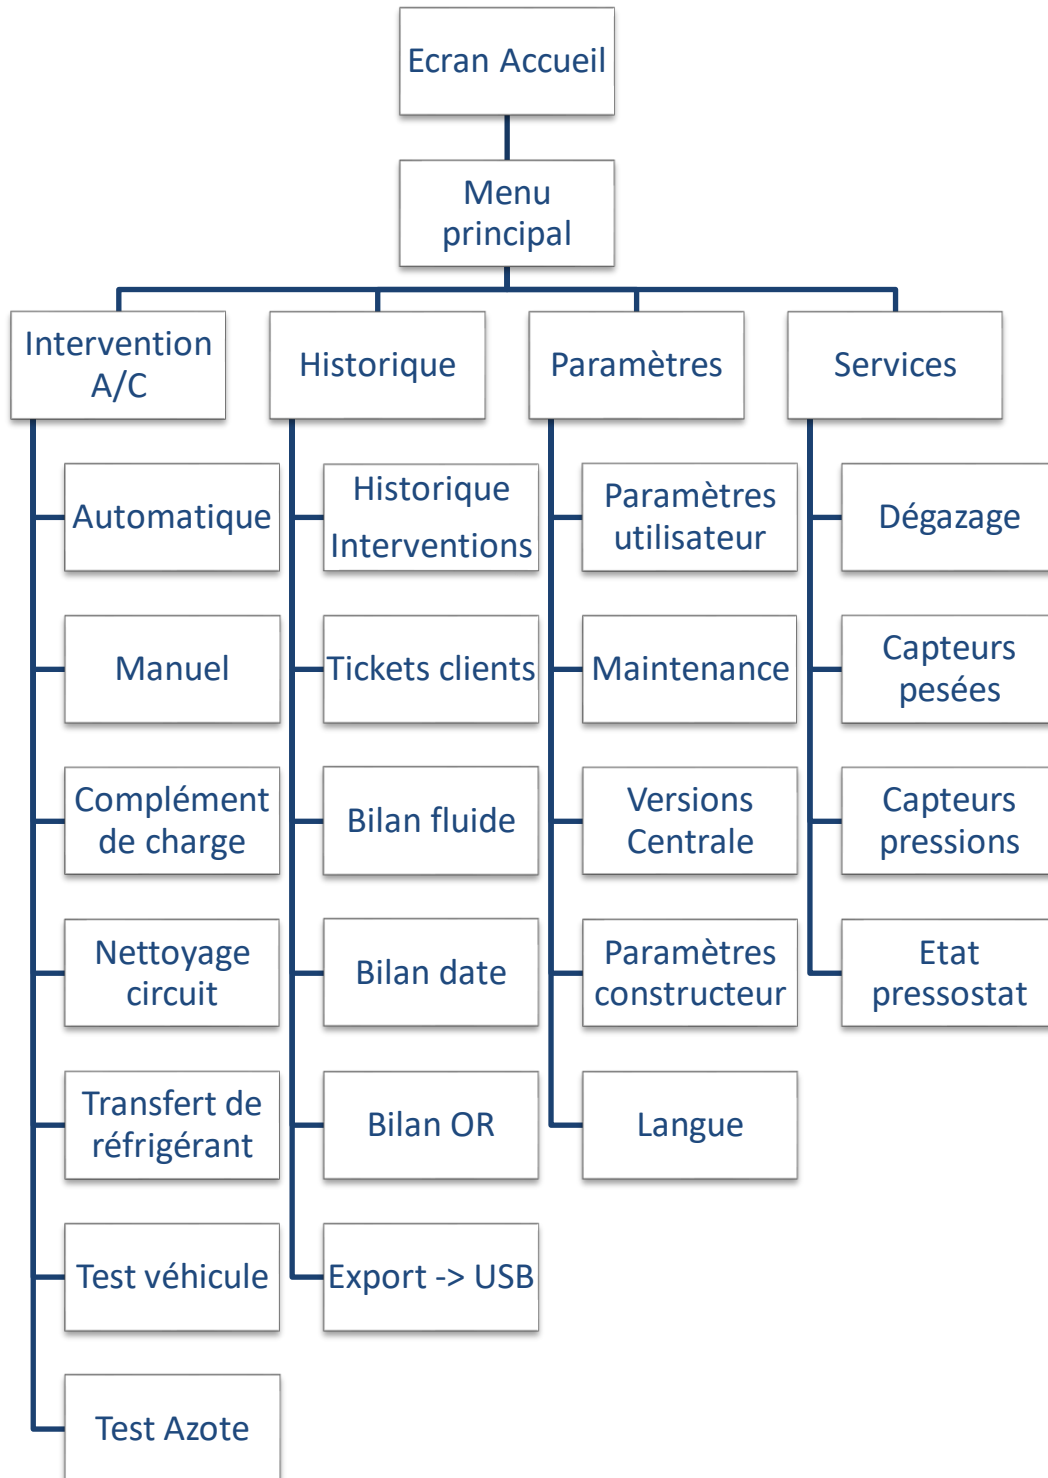 Ecran Accueil
Menu
principal
Intervention
A/C
Historique
Paramètres
Services
Automatique
Historique
Interventions
Paramètres
utilisateur
Dégazage
Manuel
Tickets clients
Maintenance
Capteurs
pesées
Complément
de charge
Bilan fluide
Versions
Centrale
Capteurs
pressions
Nettoyage
circuit
Bilan date
Paramètres
constructeur
Etat
pressostat
Transfert de
réfrigérant
Bilan OR
Langue
Test véhicule
Export -> USB
Test Azote